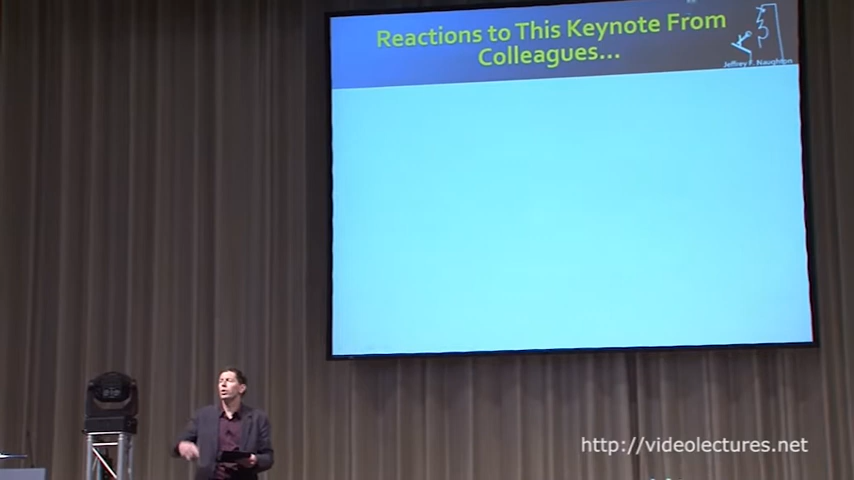 Reactions to This Keynote From
Colleagues...
Jeffrey F. Naughton
http://videolectures.net